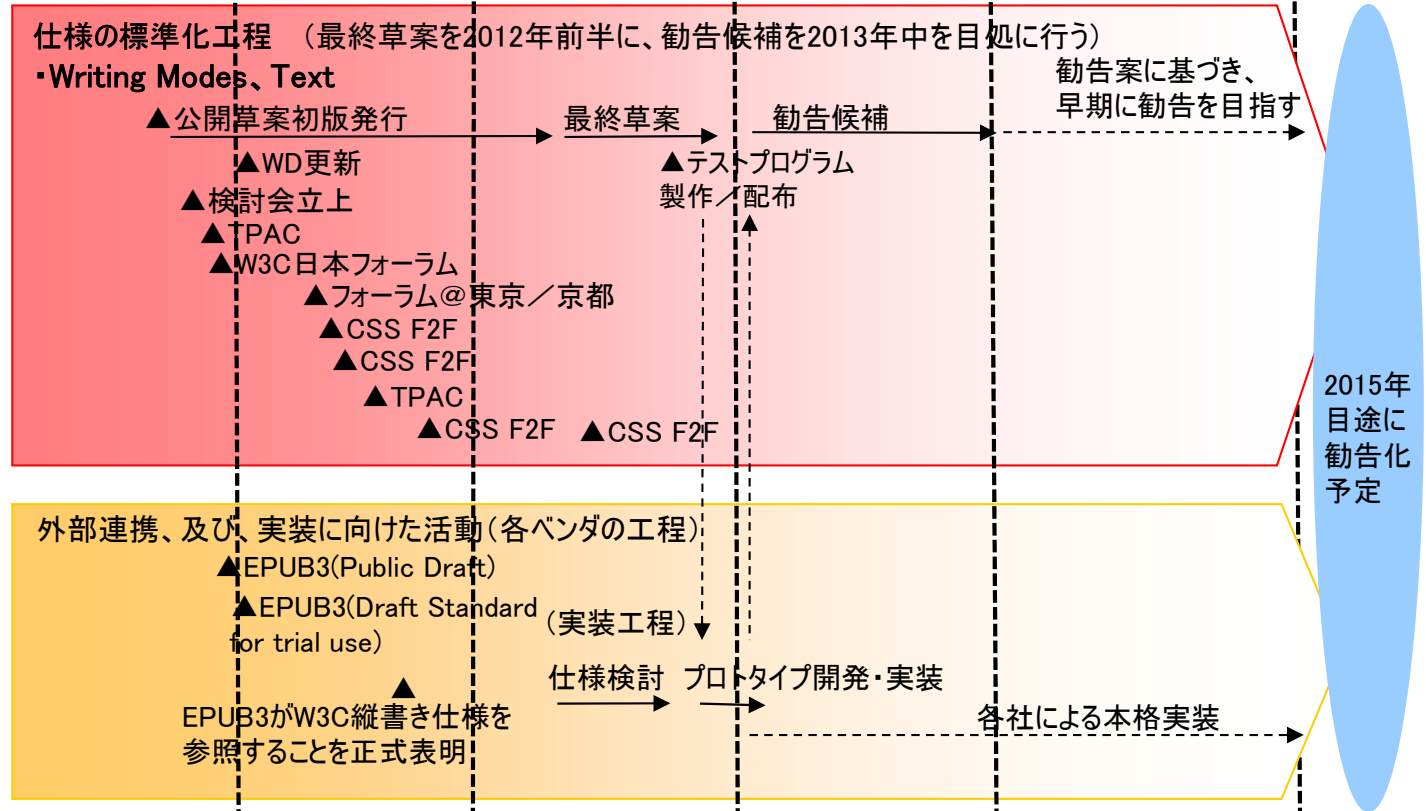 仕様の標準化工程　（最終草案を2012年前半に、勧告候補を2013年中を目処に行う）
・Writing Modes、Text
勧告案に基づき、
早期に勧告を目指す
▲公開草案初版発行
最終草案
勧告候補
▲WD更新
▲テストプログラム
製作／配布
▲検討会立上
▲TPAC
▲W3C日本フォーラム
▲フォーラム＠東京／京都
▲CSS F2F
▲CSS F2F
▲TPAC
▲CSS F2F
▲CSS F2F
2015年
目途に
勧告化
予定
外部連携、及び、実装に向けた活動（各ベンダの工程）
▲EPUB3(Public Draft)
▲EPUB3(Draft Standard
for trial use)
（実装工程）
仕様検討
プロトタイプ開発・実装
▲
EPUB3がW3C縦書き仕様を
参照することを正式表明
各社による本格実装